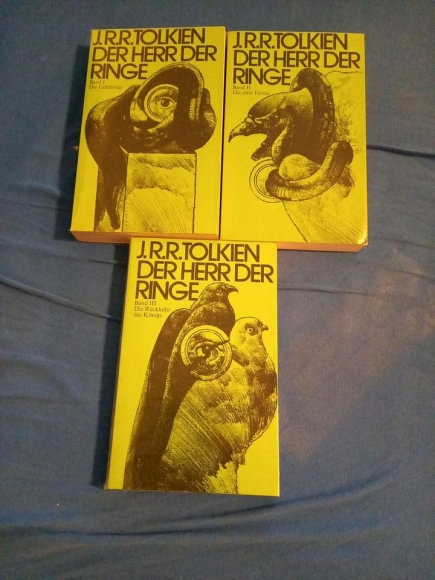 J.R.R.TOLKIEN
DER HERR DER
RINGE
Band I
Die Gefährten
J.R.R.TOLKIEN
DER HERR DER
RINGE
Band II
Die zwei Türme
J.R.R.TOLKIEN
DER HERR DER
RINGE
Band III
Die Rückkehr
des Königs